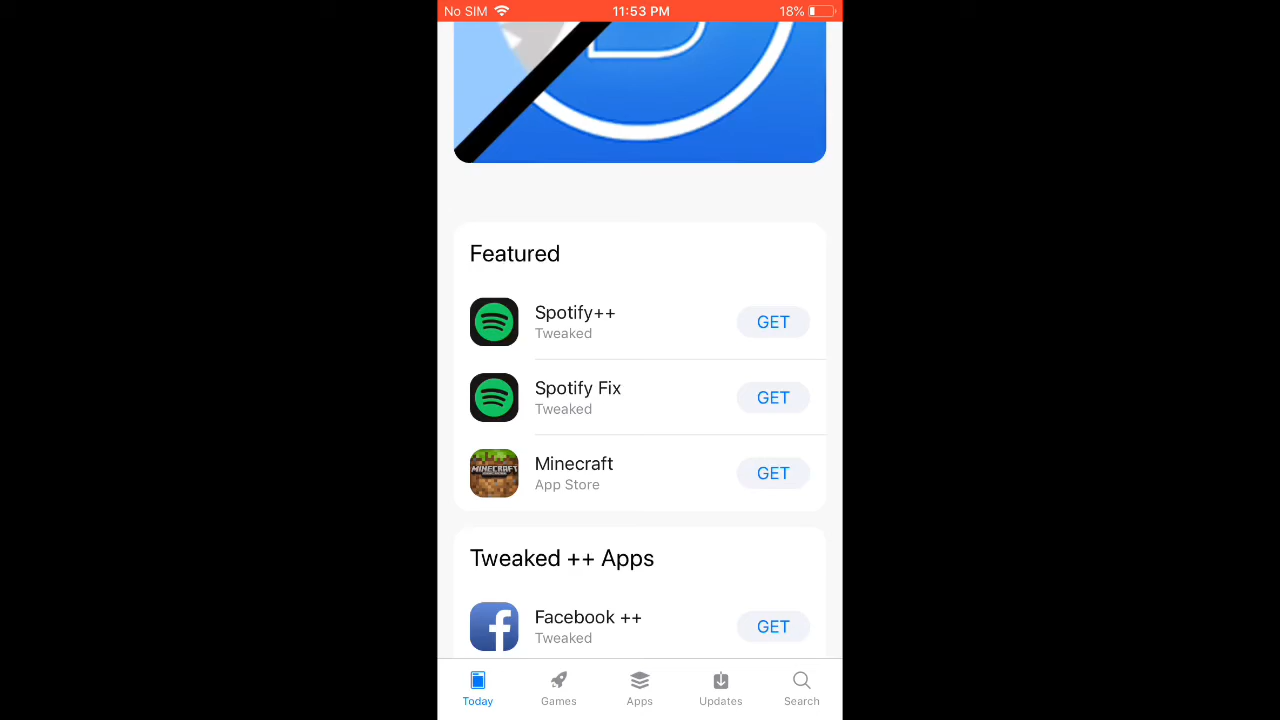 No SIM 11:53 PM 18%
Featured
Spotify++
Tweaked
GET
Spotify Fix
Tweaked
GET
MINECRAFT
Minecraft
App Store
GET
Tweaked ++ Apps
Facebook ++
Tweaked
GET
Today Games Apps Updates Search